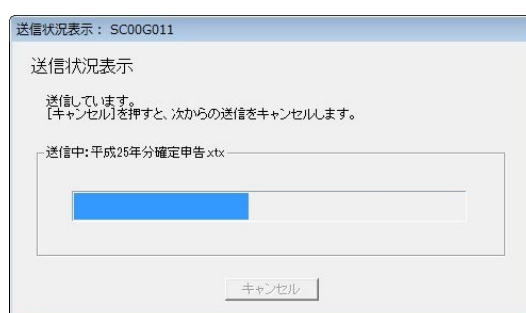 送信状況表示： SC00G011
送信状況表示
送信しています。
[キャンセル]を押すと、次からの送信をキャンセルします。
送信中:平成25年分確定申告.xtx
キャンセル